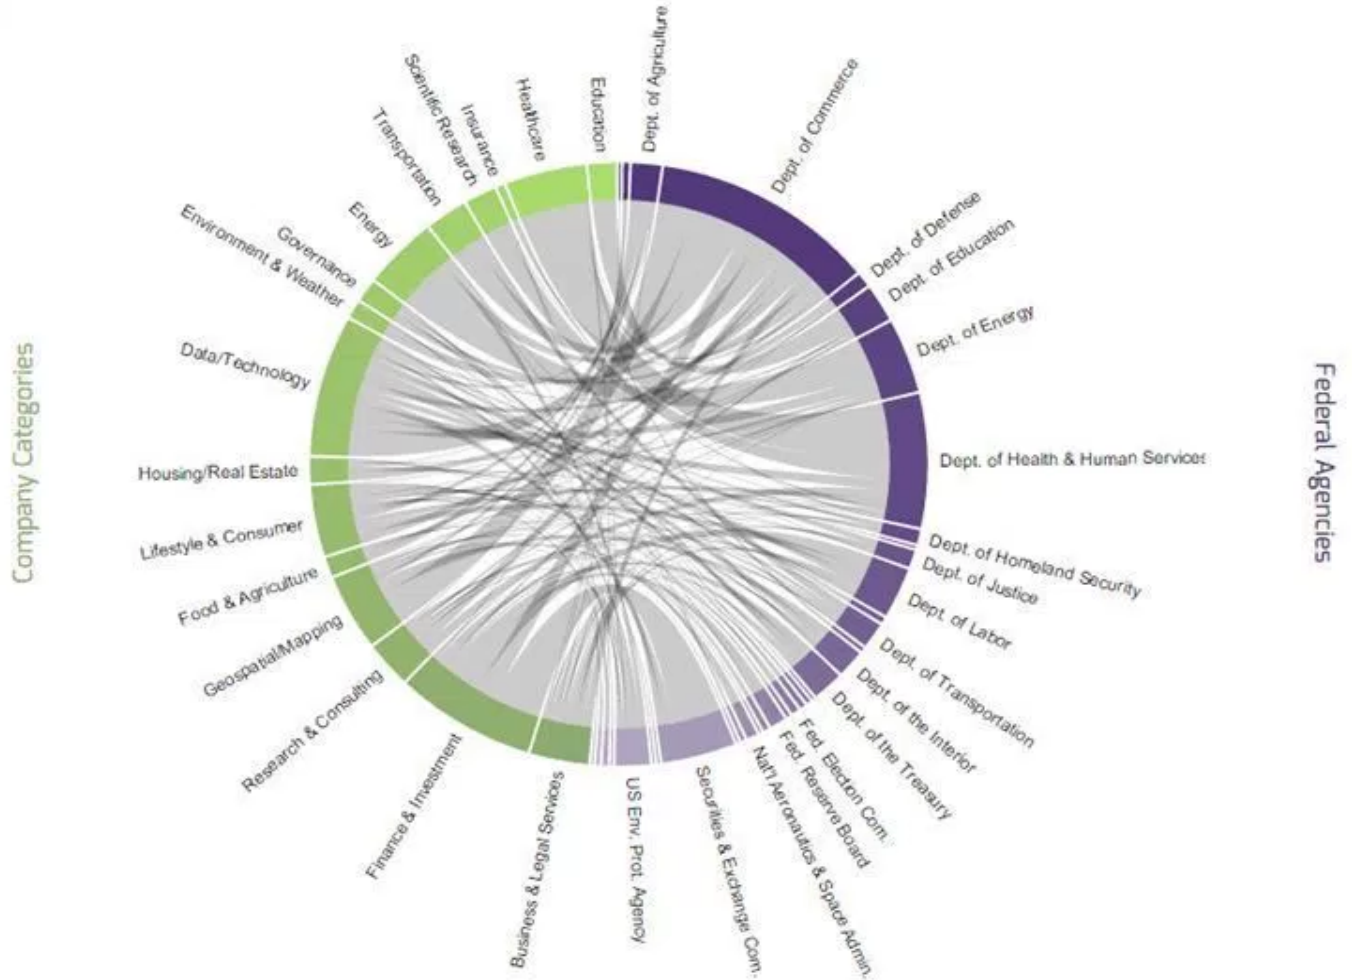 Company Categories
Education
Healthcare
Insurance
Scientific Research
Transportation
Energy
Governance
Environment & Weather
Data/Technology
Housing/Real Estate
Lifestyle & Consumer
Food & Agriculture
Geospatial/Mapping
Research & Consulting
Finance & Investment
Business & Legal Services
Dept. of Agriculture
Dept. of Commerce
Dept. of Defense
Dept. of Education
Dept. of Energy
Dept. of Health & Human Services
Dept. of Homeland Security
Dept. of Justice
Dept. of Labor
Dept. of Transportation
Dept. of the Interior
Dept. of the Treasury
Fed. Election Com.
Fed. Reserve Board
Nat'l Aeronautics & Space Admin.
Securities & Exchange Com.
US Env. Prot. Agency
Federal Agencies